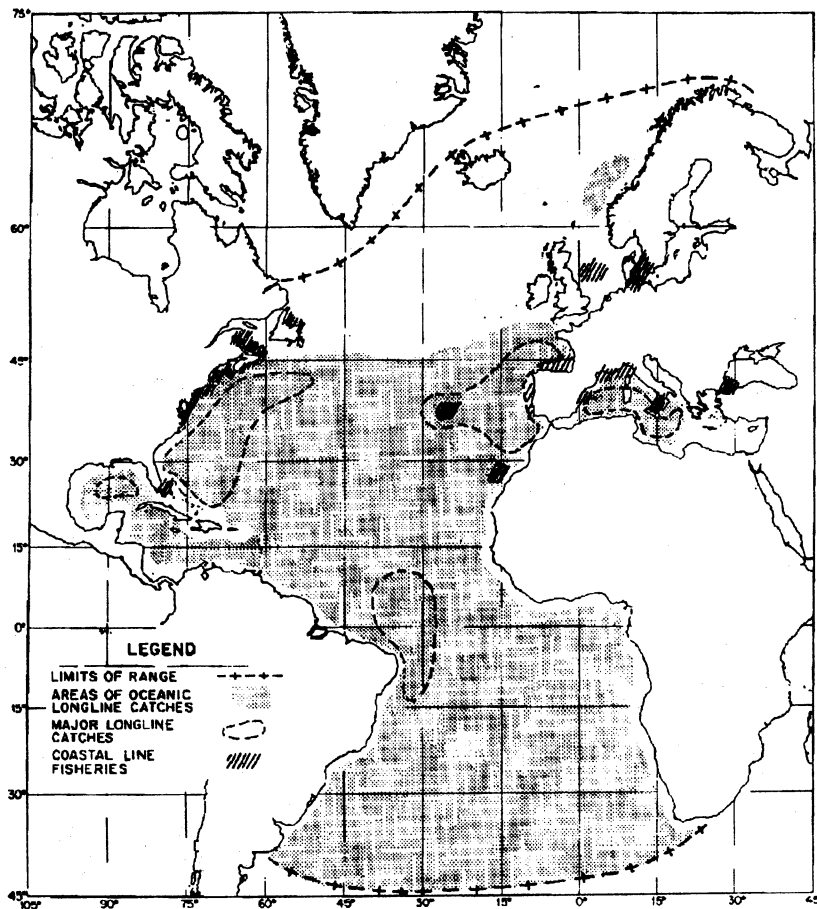 75°
60°
45°
30°
15°
0°
15°
30°
45°
LEGEND
LIMITS OF RANGE
AREAS OF OCEANIC
LONGLINE CATCHES
MAJOR LONGLINE
CATCHES
COASTAL LINE
FISHERIES
105° 90° 75° 60° 45° 30° 15° 0° 15° 30° 45